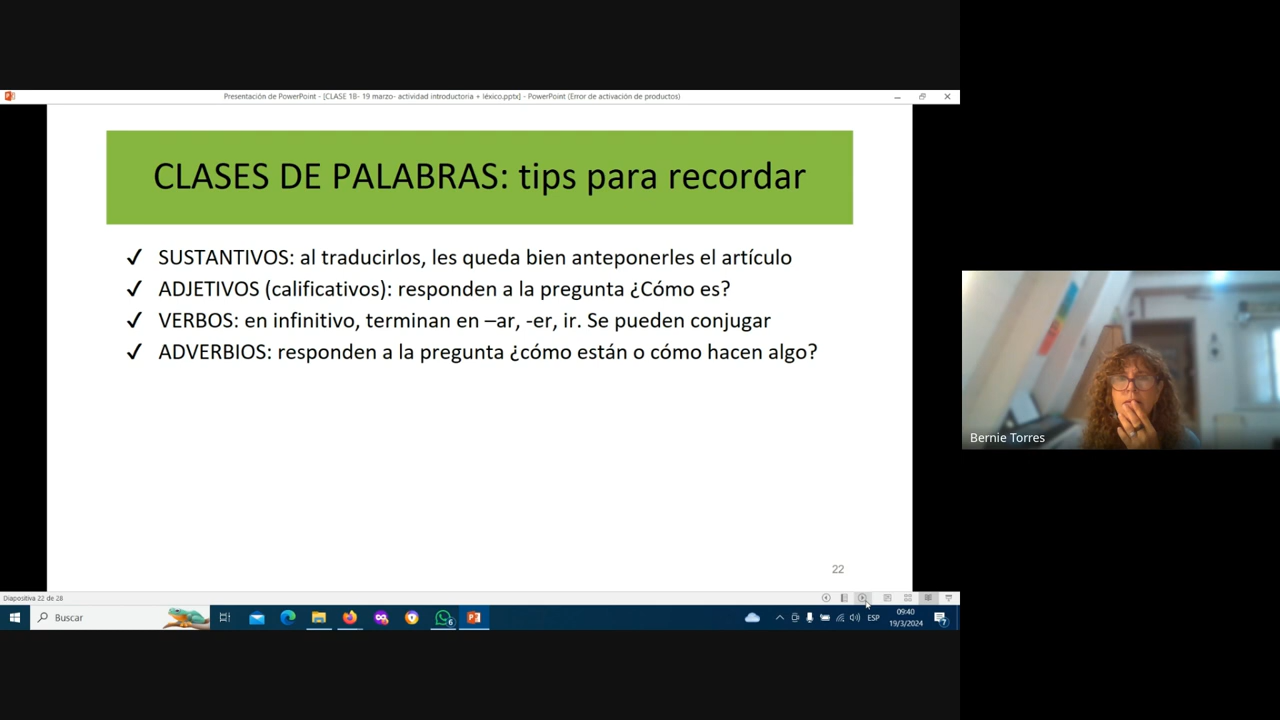 Presentación de PowerPoint - [CLASE 1B- 19 marzo- actividad introductoria + léxico.pptx] - PowerPoint (Error de activación de productos)
CLASES DE PALABRAS: tips para recordar
✓ SUSTANTIVOS: al traducirlos, les queda bien anteponerles el artículo
✓ ADJETIVOS (calificativos): responden a la pregunta ¿Cómo es?
✓ VERBOS: en infinitivo, terminan en –ar, -er, ir. Se pueden conjugar
✓ ADVERBIOS: responden a la pregunta ¿cómo están o cómo hacen algo?
22
Bernie Torres
Diapositiva 22 de 28
Buscar
6
ESP
09:40
19/3/2024
7